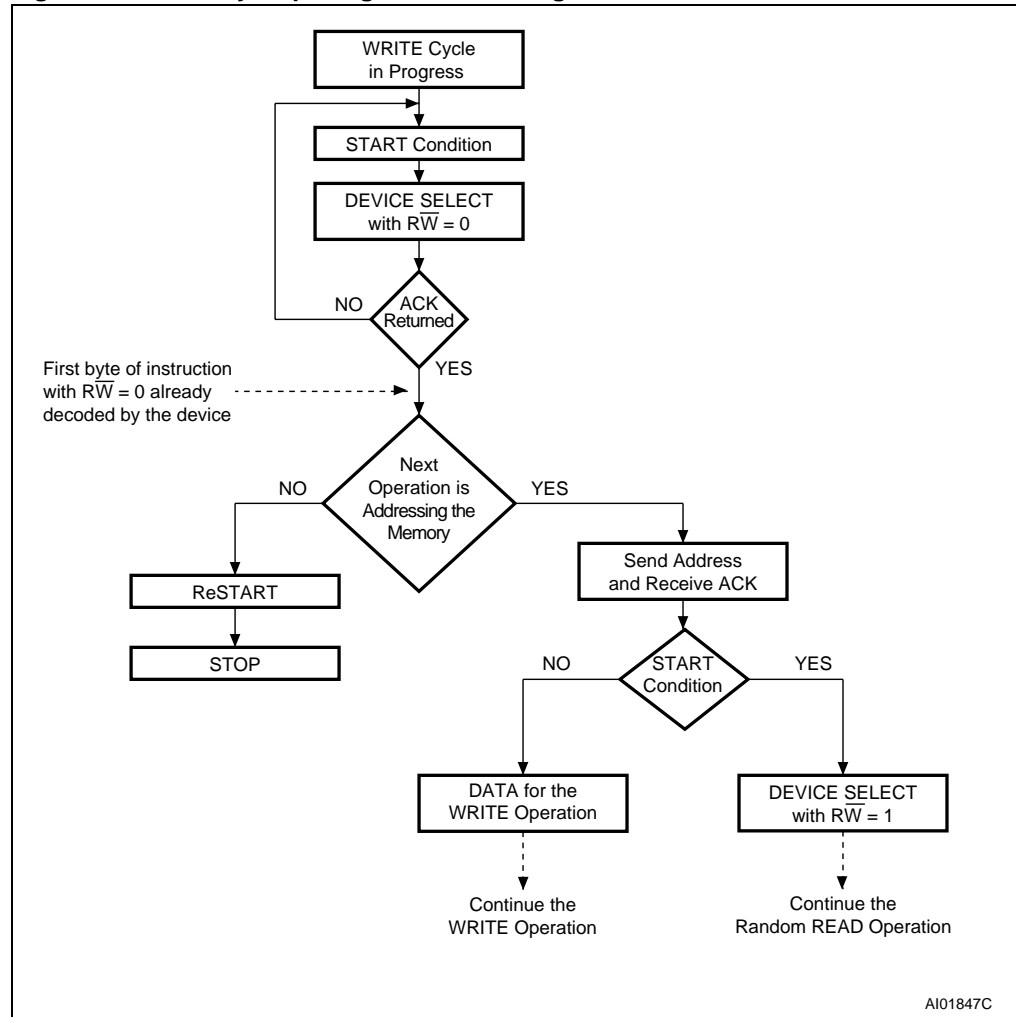 WRITE Cycle
in Progress
START Condition
DEVICE SELECT
with RW̅ = 0
NO
ACK
Returned
YES
First byte of instruction
with RW̅ = 0 already
decoded by the device
Next
Operation is
Addressing the
Memory
NO
YES
ReSTART
STOP
Send Address
and Receive ACK
NO
START
Condition
YES
DATA for the
WRITE Operation
DEVICE SELECT
with RW̅ = 1
Continue the
WRITE Operation
Continue the
Random READ Operation
AI01847C